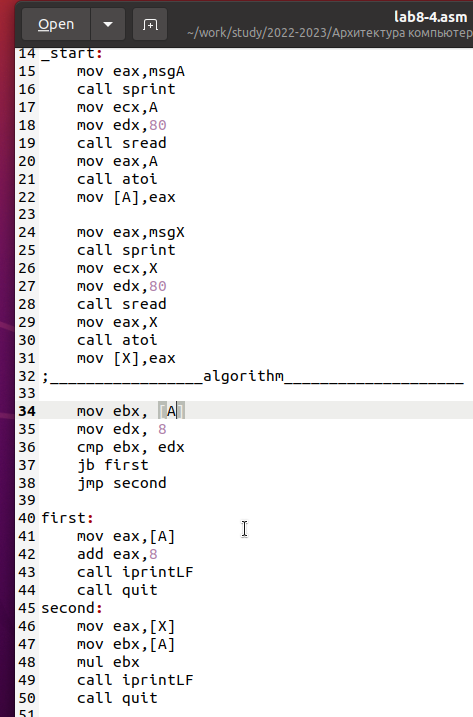 Open
lab8-4.asm
~/work/study/2022-2023/Архитектура компьютер
14 _start:
15 mov eax,msgA
16 call sprint
17 mov ecx,A
18 mov edx,80
19 call sread
20 mov eax,A
21 call atoi
22 mov [A],eax
23
24 mov eax,msgX
25 call sprint
26 mov ecx,X
27 mov edx,80
28 call sread
29 mov eax,X
30 call atoi
31 mov [X],eax
32 ;_________________algorithm____________________
33
34 mov ebx, [A]
35 mov edx, 8
36 cmp ebx, edx
37 jb first
38 jmp second
39
40 first:
41 mov eax,[A]
42 add eax,8
43 call iprintLF
44 call quit
45 second:
46 mov eax,[X]
47 mov ebx,[A]
48 mul ebx
49 call iprintLF
50 call quit
51